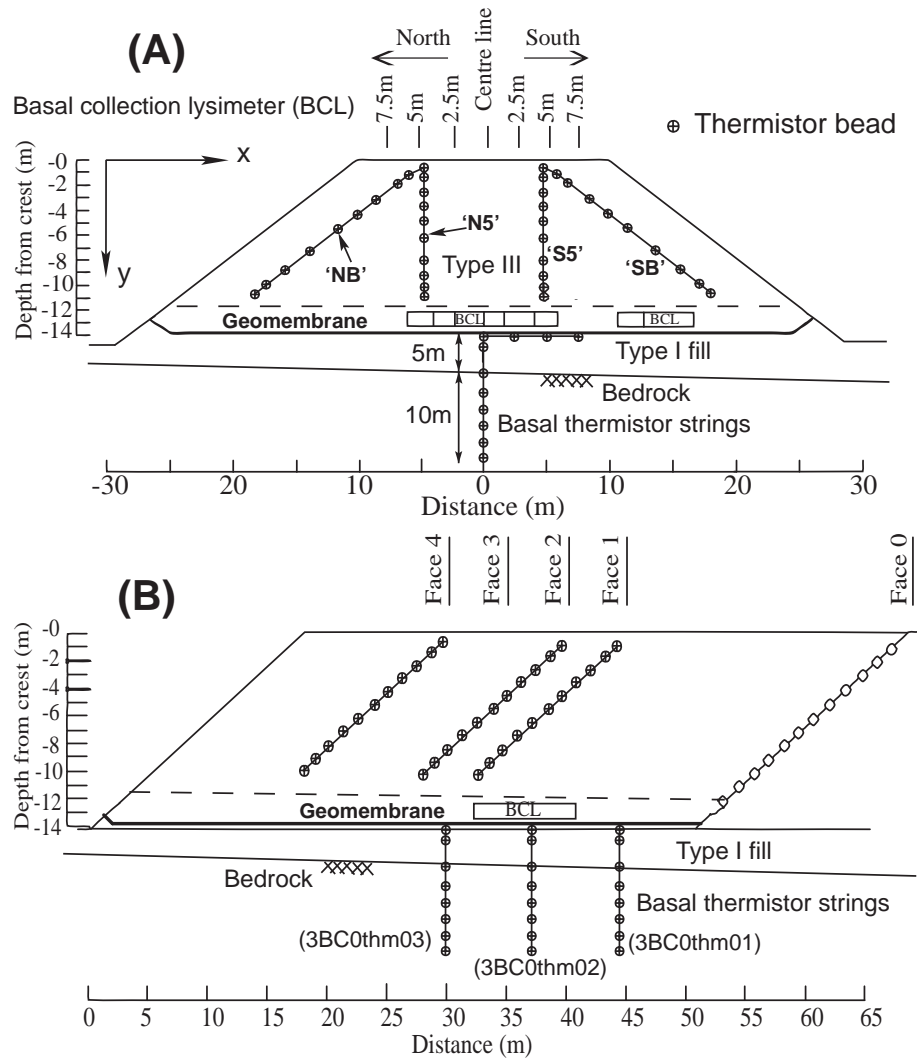 (A)
North
Centre line
South
7.5m
5m
2.5m
2.5m
5m
7.5m
Basal collection lysimeter (BCL)
Thermistor bead
x
y
Depth from crest (m)
-0
-2
-4
-6
-8
-10
-12
-14
'N5'
'NB'
Type III
'S5'
'SB'
Geomembrane
BCL
BCL
5m
Type I fill
Bedrock
10m
Basal thermistor strings
-30
20
10
0
10
20
30
Distance (m)
(B)
Face 4
Face 3
Face 2
Face 1
Face 0
Depth from crest (m)
-0
-2
-4
-6
-8
-10
-12
-14
Geomembrane
BCL
Type I fill
Bedrock
Basal thermistor strings
(3BC0thm03)
(3BC0thm02)
(3BC0thm01)
0 5 10 15 20 25 30 35 40 45 50 55 60 65
Distance (m)